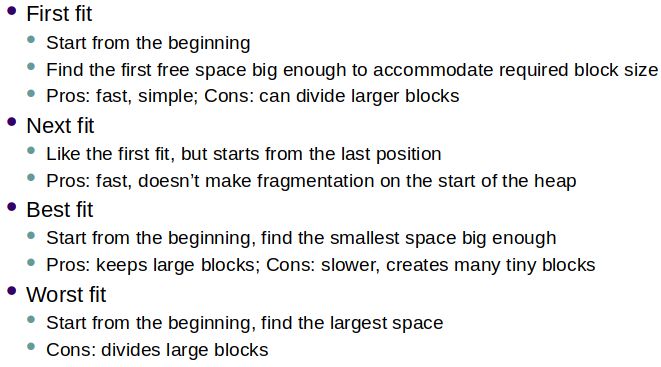 First fit
Start from the beginning
Find the first free space big enough to accommodate required block size
Pros: fast, simple; Cons: can divide larger blocks
Next fit
Like the first fit, but starts from the last position
Pros: fast, doesn’t make fragmentation on the start of the heap
Best fit
Start from the beginning, find the smallest space big enough
Pros: keeps large blocks; Cons: slower, creates many tiny blocks
Worst fit
Start from the beginning, find the largest space
Cons: divides large blocks